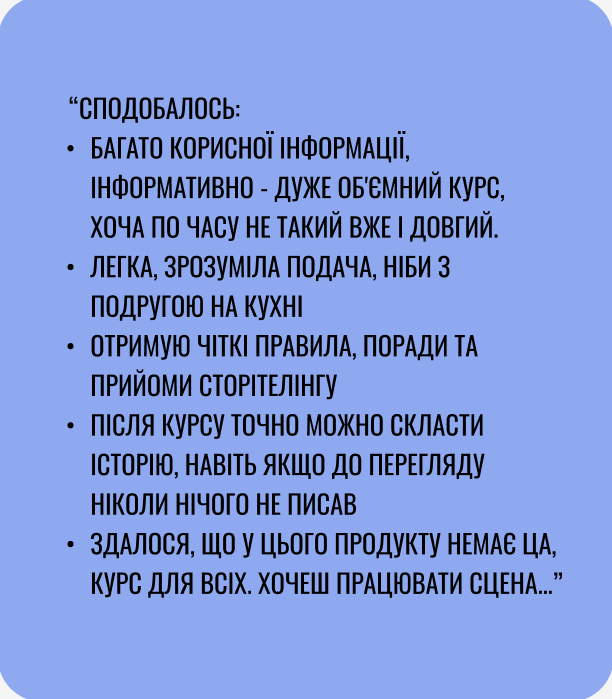 “СПОДОБАЛОСЬ:
• БАГАТО КОРИСНОЇ ІНФОРМАЦІЇ,
ІНФОРМАТИВНО - ДУЖЕ ОБ'ЄМНИЙ КУРС,
ХОЧА ПО ЧАСУ НЕ ТАКИЙ ВЖЕ І ДОВГИЙ.
• ЛЕГКА, ЗРОЗУМІЛА ПОДАЧА, НІБИ З
ПОДРУГОЮ НА КУХНІ
• ОТРИМУЮ ЧІТКІ ПРАВИЛА, ПОРАДИ ТА
ПРИЙОМИ СТОРІТЕЛІНГУ
• ПІСЛЯ КУРСУ ТОЧНО МОЖНО СКЛАСТИ
ІСТОРІЮ, НАВІТЬ ЯКЩО ДО ПЕРЕГЛЯДУ
НІКОЛИ НІЧОГО НЕ ПИСАВ
• ЗДАЛОСЯ, ЩО У ЦЬОГО ПРОДУКТУ НЕМАЄ ЦА,
КУРС ДЛЯ ВСІХ. ХОЧЕШ ПРАЦЮВАТИ СЦЕНА...”